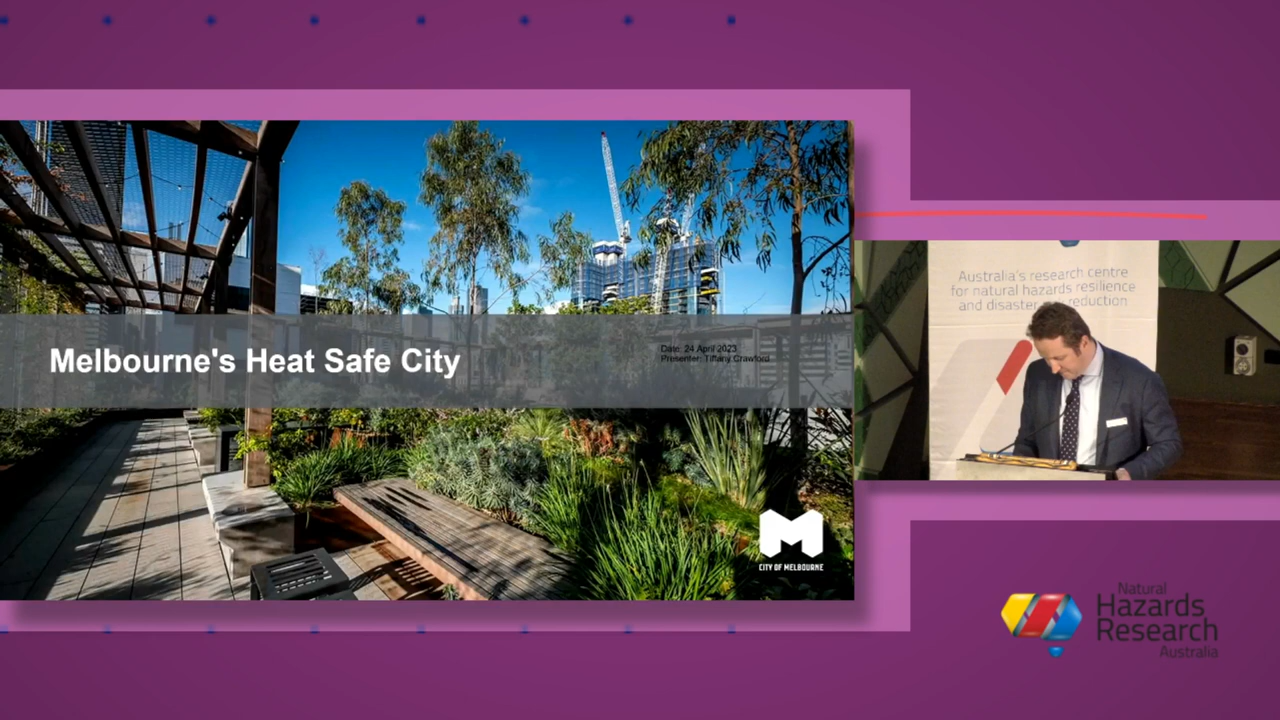 Melbourne's Heat Safe City
Date: 24 April 2023
Presenter: Tiffany Crawford
CITY OF MELBOURNE
Australia's research centre
for natural hazards resilience
and disaster reduction
Natural
Hazards
Research
Australia